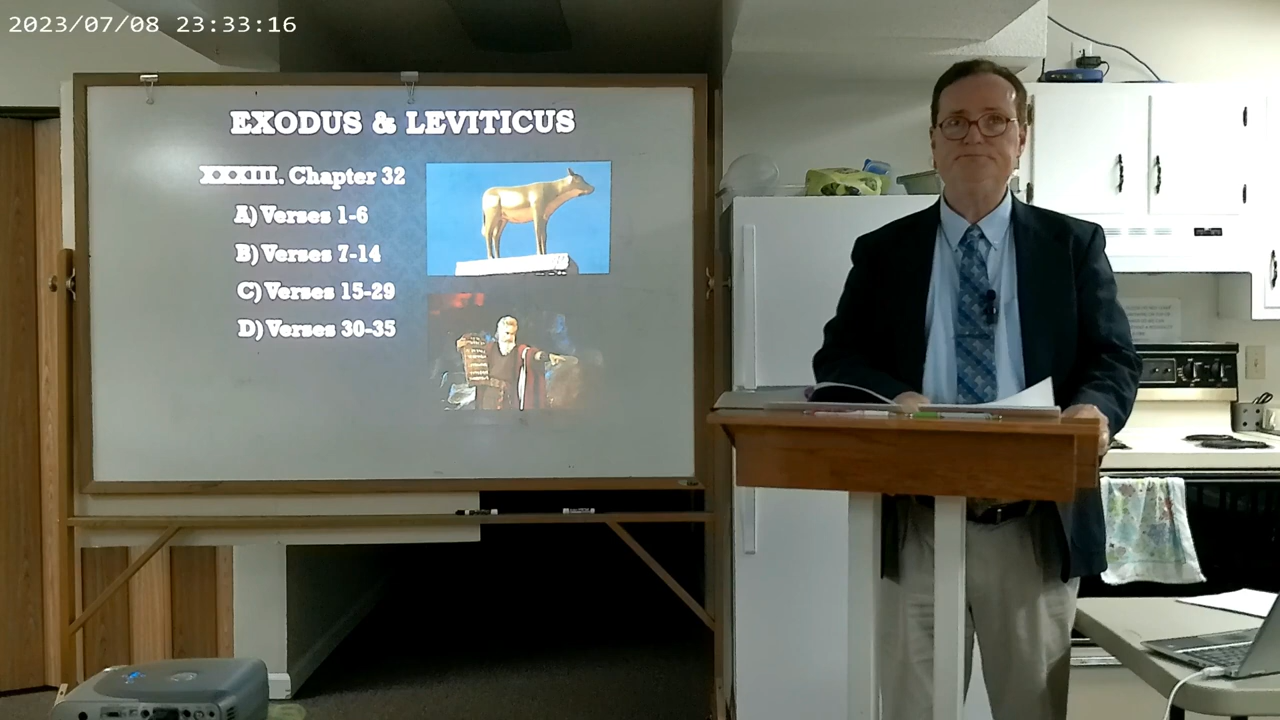 2023/07/08 23:33:16
EXODUS & LEVITICUS
XXXIII. Chapter 32
A) Verses 1-6
B) Verses 7-14
C) Verses 15-29
D) Verses 30-35